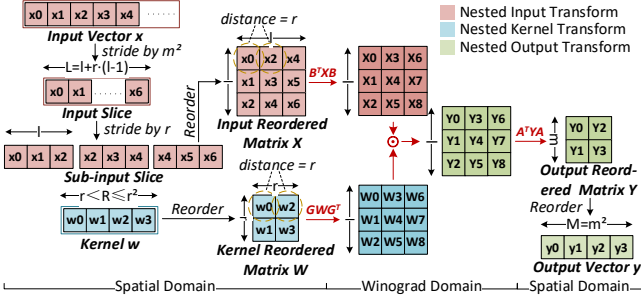 x0 x1 x2 x3 x4 ······
Input Vector x
stride by m²
L=l+r·(l-1)
x0 x1 ······ x6
Input Slice
stride by r
l
x0 x1 x2
x2 x3 x4
x4 x5 x6
Sub-input Slice
r<R≤r²
w0 w1 w2 w3
Kernel w
Reorder
Reorder
distance = r
l
x0 x2 x4
x1 x3 x5
x2 x4 x6
Input Reordered
Matrix X
distance = r
r
w0 w2
w1 w3
Kernel Reordered
Matrix W
BᵀXB
GWGᵀ
X0 X3 X6
X1 X4 X7
X2 X5 X8
W0 W3 W6
W1 W4 W7
W2 W5 W8
Nested Input Transform
Nested Kernel Transform
Nested Output Transform
Y0 Y3 Y6
Y1 Y4 Y7
Y2 Y5 Y8
AᵀYA
m
Y0 Y2
Y1 Y3
Output Reord-
ered Matrix Y
Reorder
M=m²
y0 y1 y2 y3
Output Vector y
Spatial Domain
Winograd Domain
Spatial Domain